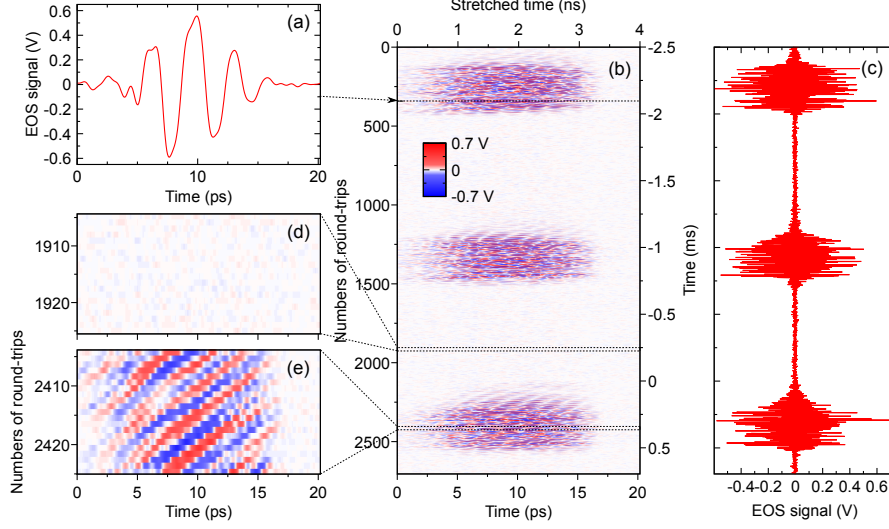 Stretched time (ns)
0 1 2 3 4
(a)
EOS signal (V)
0.6
0.4
0.2
0
-0.2
-0.4
-0.6
0 5 10 15 20
Time (ps)
(b)
Numbers of round-trips
0
500
1000
1500
2000
2500
0.7 V
0
-0.7 V
-2.5
-2
-1.5
-1
-0.5
0
0.5
Time (ms)
0 5 10 15 20
Time (ps)
(c)
-0.4 -0.2 0 0.2 0.4 0.6
EOS signal (V)
(d)
1910
1920
Numbers of round-trips
(e)
2410
2420
0 5 10 15 20
Time (ps)